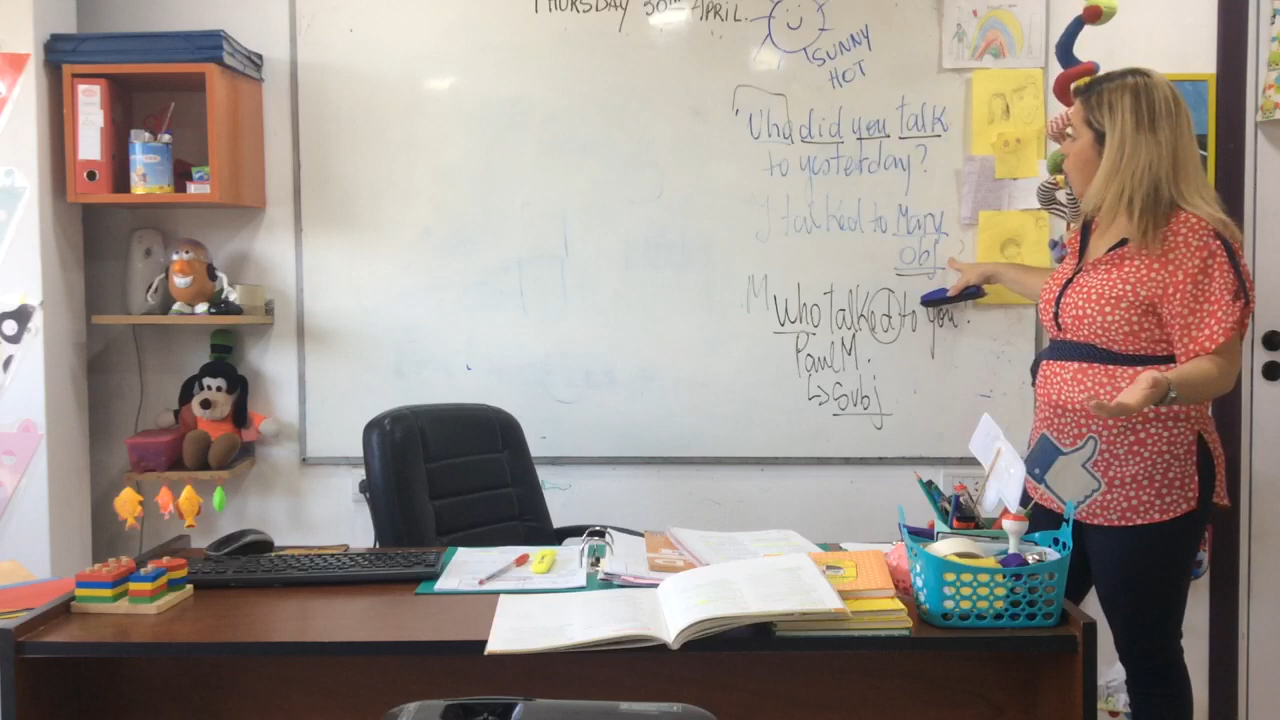 THURSDAY 30th APRIL.
SUNNY
HOT
Who did you talk
to yesterday?
I talked to Mary
obj
M Who talked to you?
Paul M.
↳ Subj